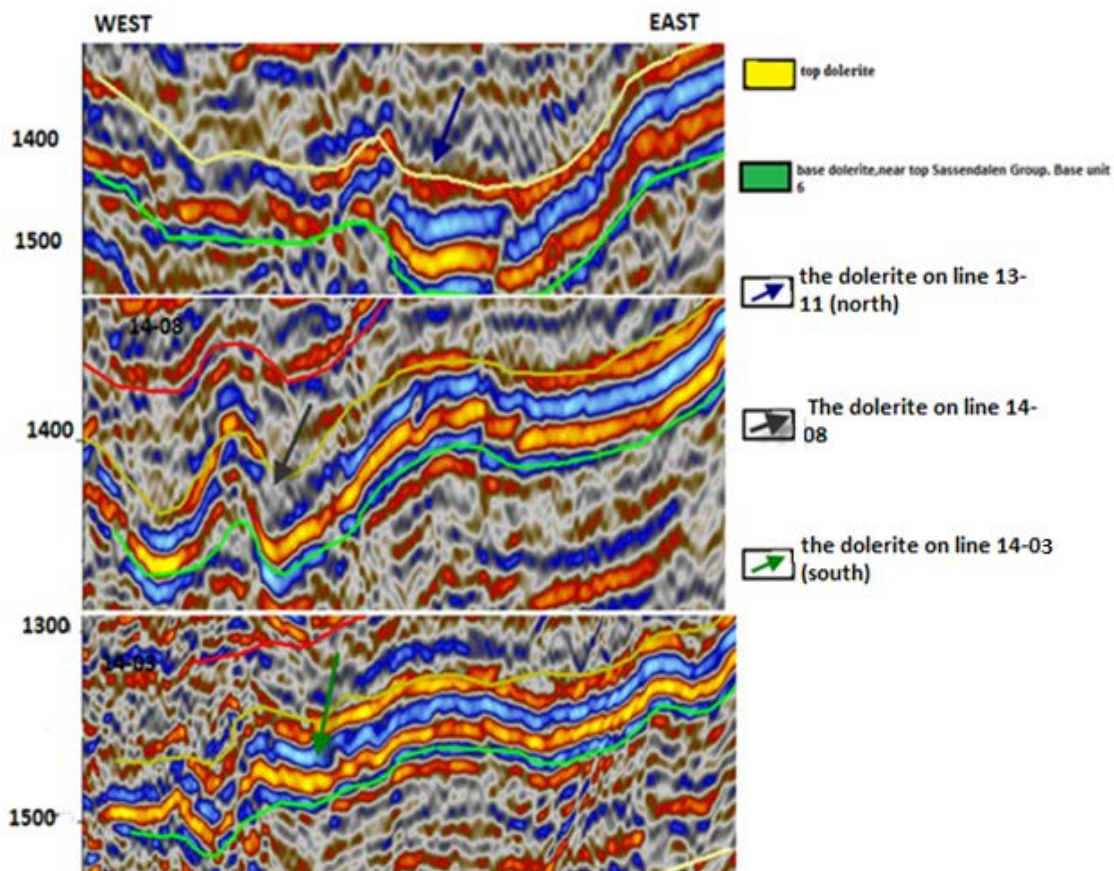 WEST
EAST
top dolerite
1400
base dolerite,near top Sassendalen Group. Base unit
6
1500
the dolerite on line 13-
11 (north)
14-08
The dolerite on line 14-
08
1400
the dolerite on line 14-03
(south)
1300
14-03
1500